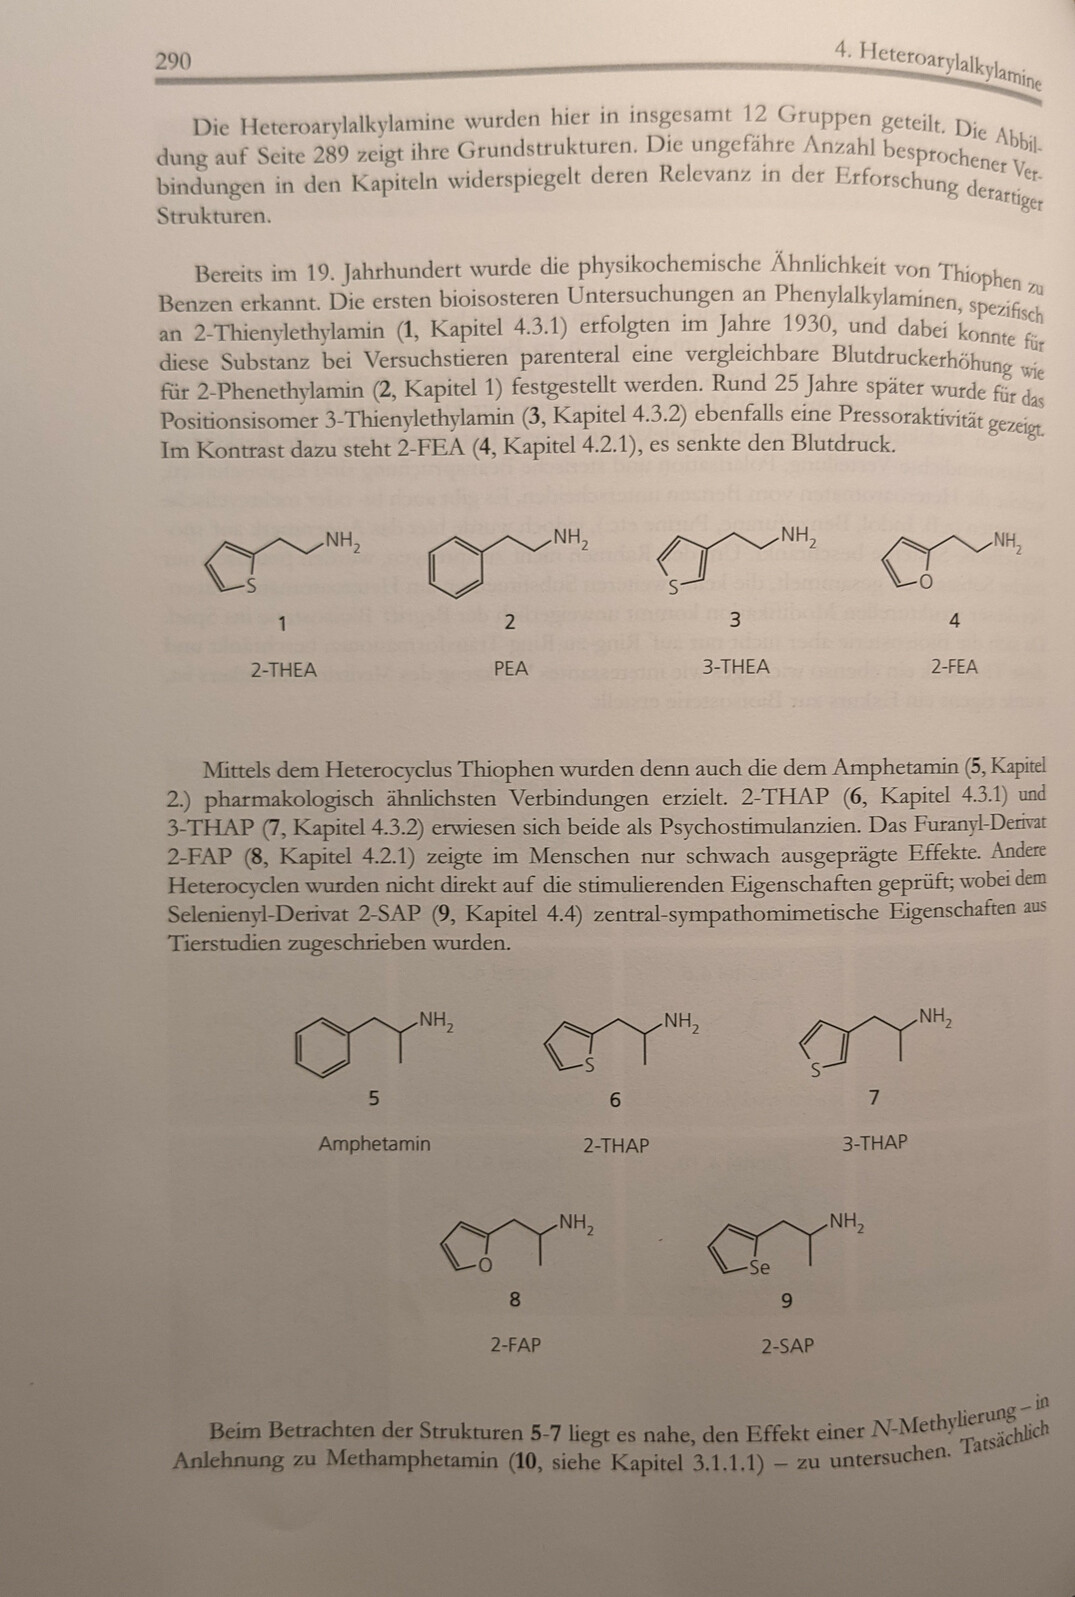 290
4. Heteroarylalkylamine
Die Heteroarylalkylamine wurden hier in insgesamt 12 Gruppen geteilt. Die Abbil-
dung auf Seite 289 zeigt ihre Grundstrukturen. Die ungefähre Anzahl besprochener Ver-
bindungen in den Kapiteln widerspiegelt deren Relevanz in der Erforschung derartiger
Strukturen.
Bereits im 19. Jahrhundert wurde die physikochemische Ähnlichkeit von Thiophen zu
Benzen erkannt. Die ersten bioisosteren Untersuchungen an Phenylalkylaminen, spezifisch
an 2-Thienylethylamin (1, Kapitel 4.3.1) erfolgten im Jahre 1930, und dabei konnte für
diese Substanz bei Versuchstieren parenteral eine vergleichbare Blutdruckerhöhung wie
für 2-Phenethylamin (2, Kapitel 1) festgestellt werden. Rund 25 Jahre später wurde für das
Positionsisomer 3-Thienylethylamin (3, Kapitel 4.3.2) ebenfalls eine Pressoraktivität gezeigt.
Im Kontrast dazu steht 2-FEA (4, Kapitel 4.2.1), es senkte den Blutdruck.
NH2 NH2 NH2 NH2
S S O
1 2 3 4
2-THEA PEA 3-THEA 2-FEA
Mittels dem Heterocyclus Thiophen wurden denn auch die dem Amphetamin (5, Kapitel
2.) pharmakologisch ähnlichsten Verbindungen erzielt. 2-THAP (6, Kapitel 4.3.1) und
3-THAP (7, Kapitel 4.3.2) erwiesen sich beide als Psychostimulanzien. Das Furanyl-Derivat
2-FAP (8, Kapitel 4.2.1) zeigte im Menschen nur schwach ausgeprägte Effekte. Andere
Heterocyclen wurden nicht direkt auf die stimulierenden Eigenschaften geprüft; wobei dem
Selenienyl-Derivat 2-SAP (9, Kapitel 4.4) zentral-sympathomimetische Eigenschaften aus
Tierstudien zugeschrieben wurden.
NH2 NH2 NH2
S S
5 6 7
Amphetamin 2-THAP 3-THAP
NH2 NH2
O Se
8 9
2-FAP 2-SAP
Beim Betrachten der Strukturen 5-7 liegt es nahe, den Effekt einer N-Methylierung – in
Anlehnung zu Methamphetamin (10, siehe Kapitel 3.1.1.1) – zu untersuchen. Tatsächlich